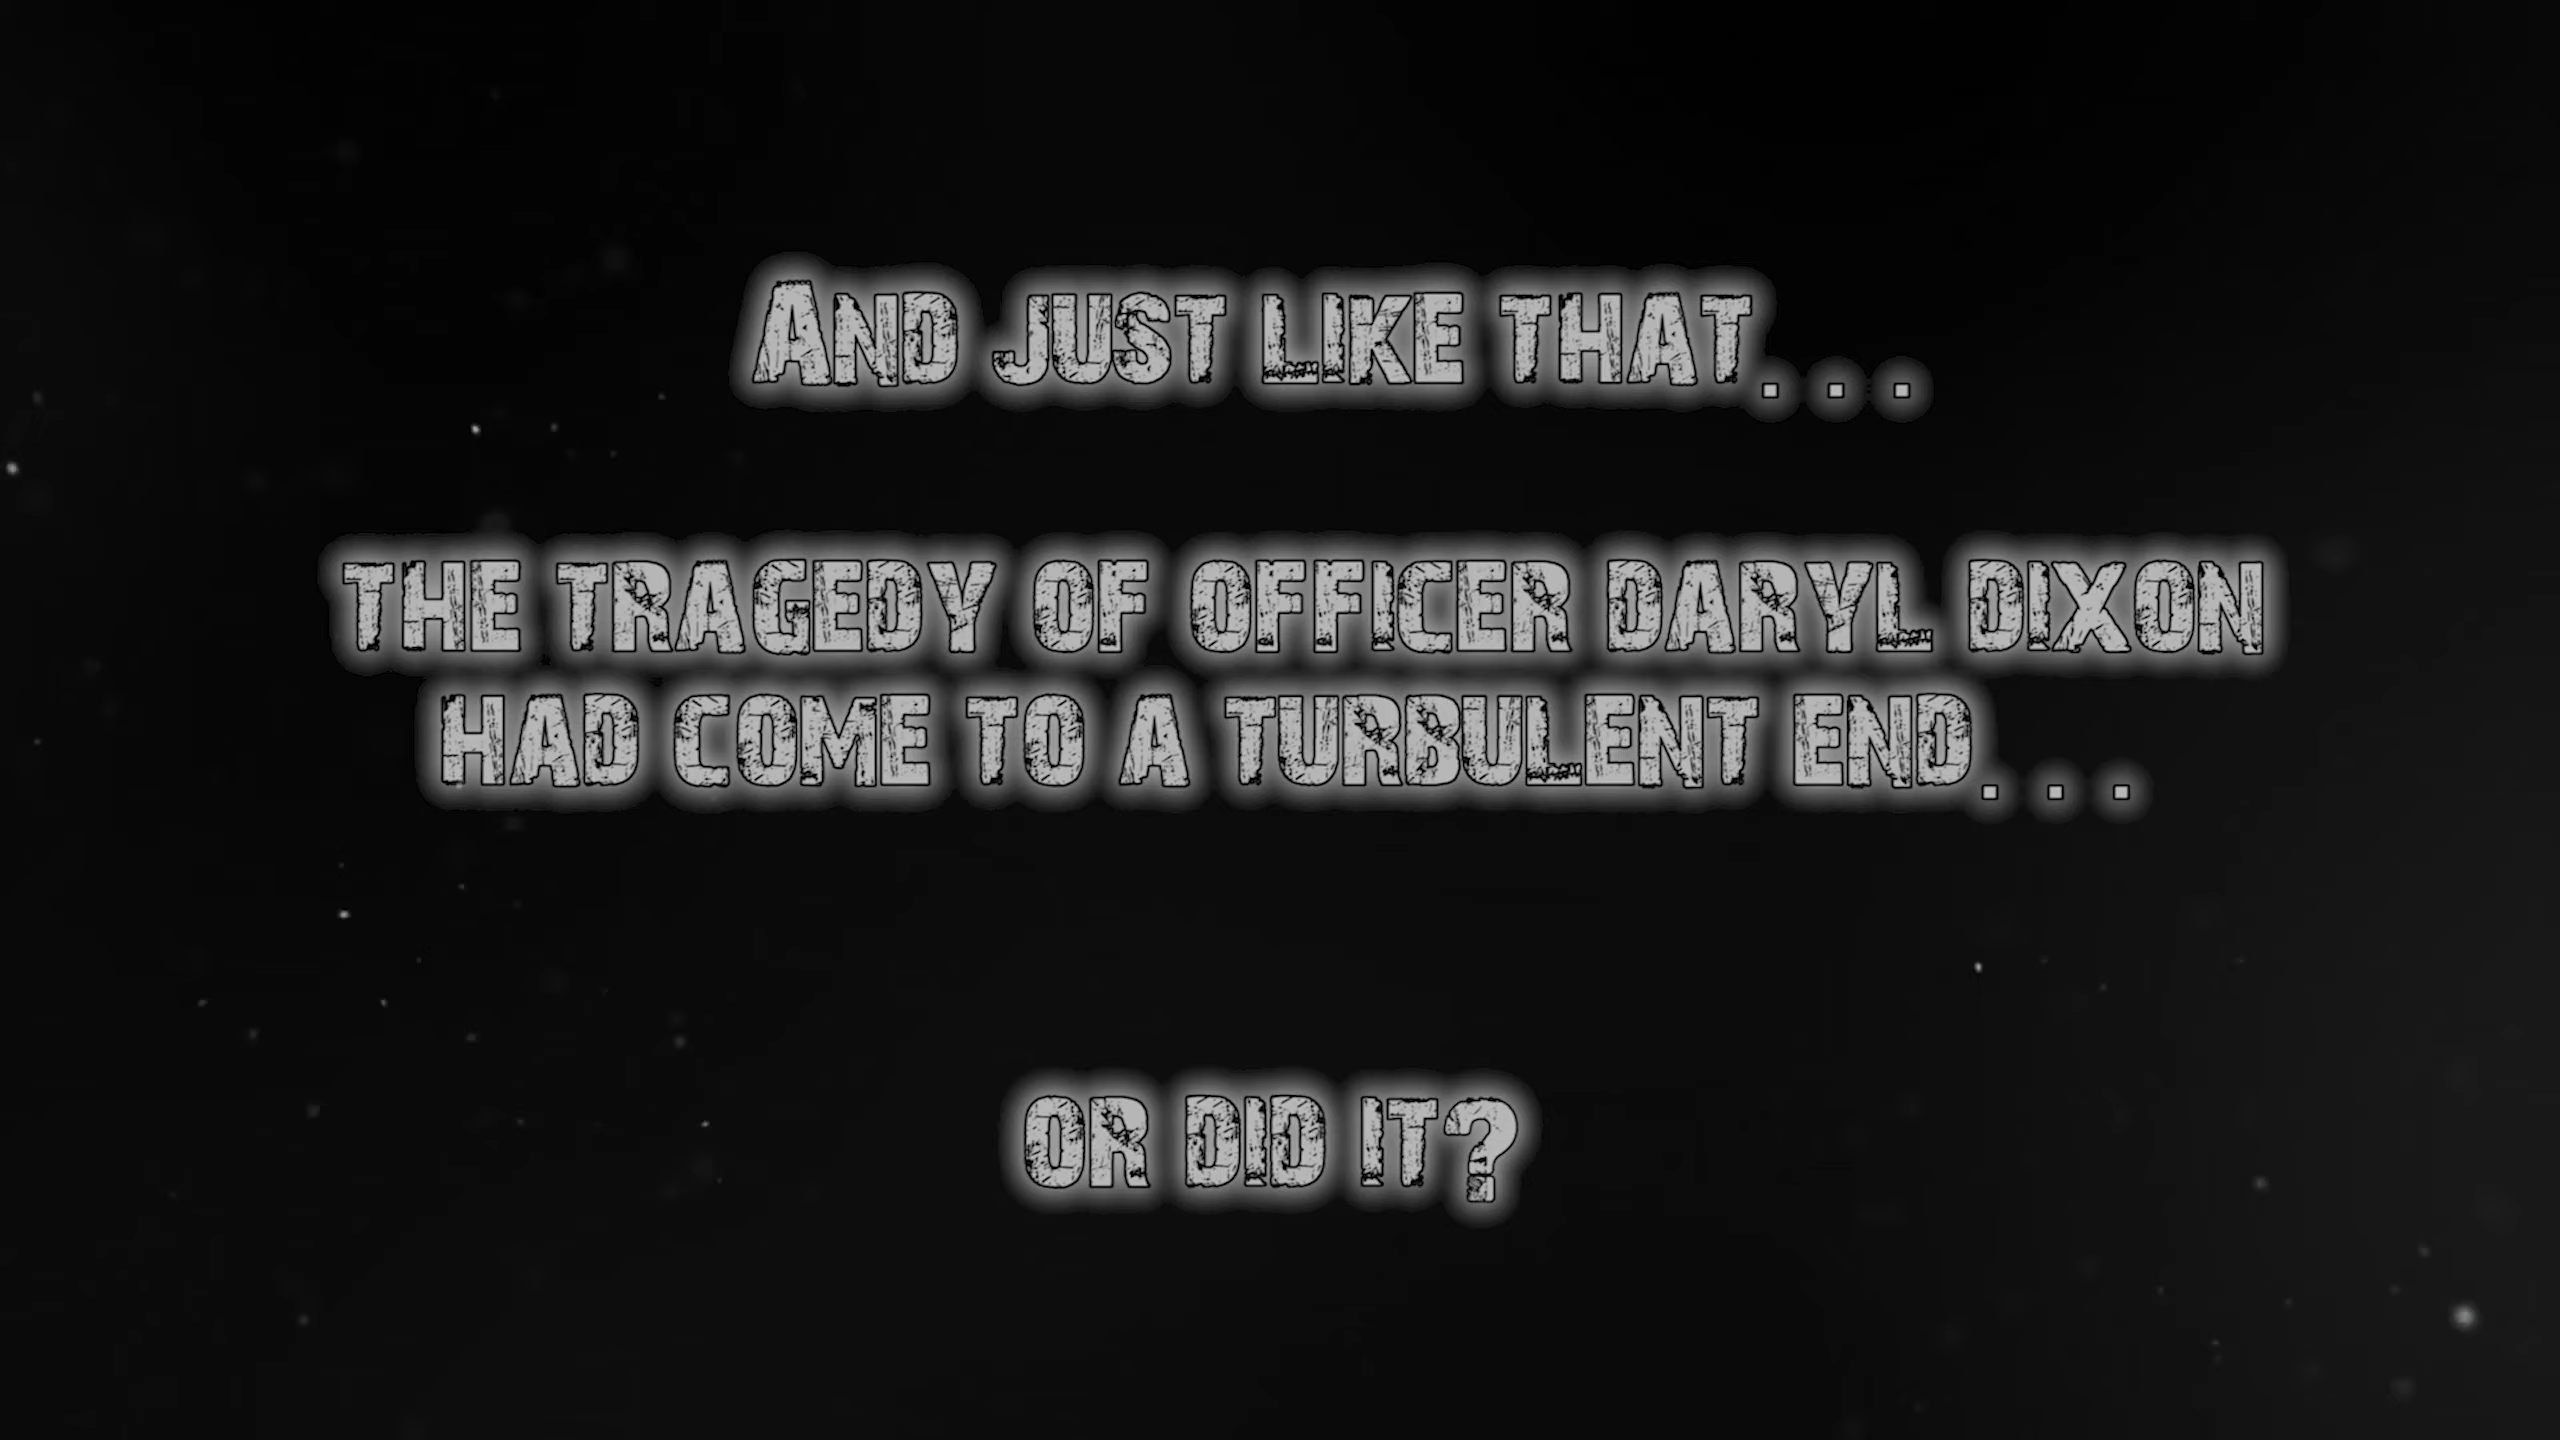 And just like that...
the tragedy of Officer Daryl Dixon
had come to a turbulent end...
or did it?